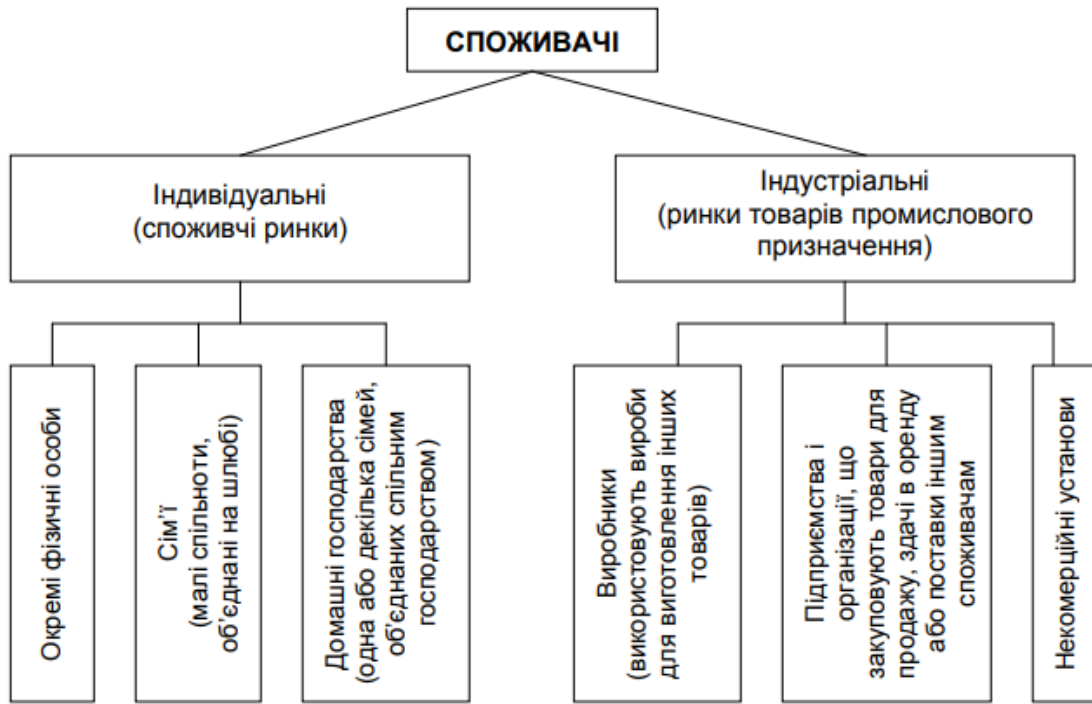 СПОЖИВАЧІ
Індивідуальні
(споживчі ринки)
Індустріальні
(ринки товарів промислового
призначення)
Окремі фізичні особи
Сім’ї
(малі спільноти,
об’єднані на шлюбі)
Домашні господарства
(одна або декілька сімей,
об’єднаних спільним
господарством)
Виробники
(використовують вироби
для виготовлення інших
товарів)
Підприємства і
організації, що
закуповують товари для
продажу, здачі в оренду
або поставки іншим
споживачам
Некомерційні установи